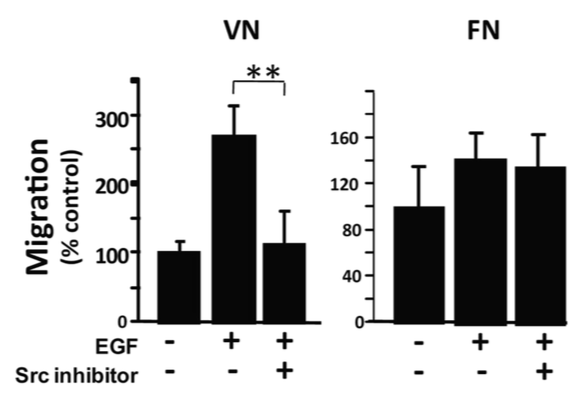 VN FN
**
Migration
(% control)
300
200
100
0
160
120
80
40
0
EGF - + + - + +
Src inhibitor - - + - - +